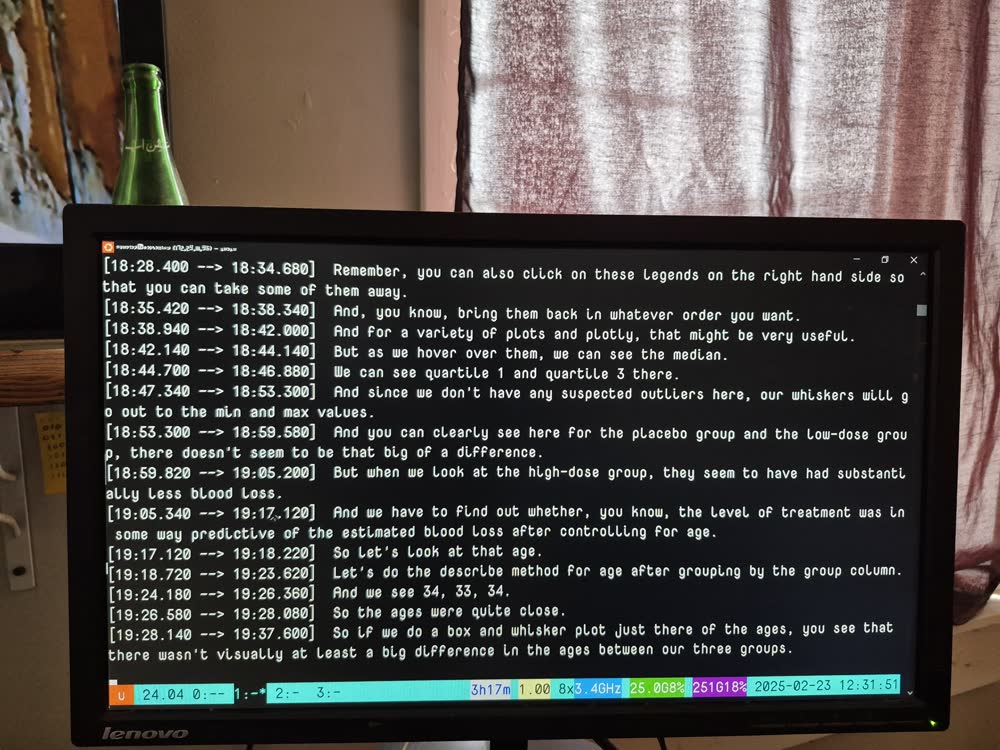 [18:28.400 --> 18:34.680]  Remember, you can also click on these legends on the right hand side so
that you can take some of them away.
[18:35.420 --> 18:38.340]  And, you know, bring them back in whatever order you want.
[18:38.940 --> 18:42.000]  And for a variety of plots and plotly, that might be very useful.
[18:42.140 --> 18:44.140]  But as we hover over them, we can see the median.
[18:44.700 --> 18:46.880]  We can see quartile 1 and quartile 3 there.
[18:47.340 --> 18:53.300]  And since we don't have any suspected outliers here, our whiskers will g
o out to the min and max values.
[18:53.300 --> 18:59.580]  And you can clearly see here for the placebo group and the low-dose grou
p, there doesn't seem to be that big of a difference.
[18:59.820 --> 19:05.200]  But when we look at the high-dose group, they seem to have had substanti
ally less blood loss.
[19:05.340 --> 19:17.120]  And we have to find out whether, you know, the level of treatment was in
 some way predictive of the estimated blood loss after controlling for age.
[19:17.120 --> 19:18.220]  So let's look at that age.
[19:18.720 --> 19:23.620]  Let's do the describe method for age after grouping by the group column.
[19:24.180 --> 19:26.360]  And we see 34, 33, 34.
[19:26.580 --> 19:28.080]  So the ages were quite close.
[19:28.140 --> 19:37.600]  So if we do a box and whisker plot just there of the ages, you see that
there wasn't visually at least a big difference in the ages between our three groups.
u 24.04 0:-- 1:-* 2:- 3:- 3h17m 1.00 8x3.4GHz 25.0G8% 251G18% 2025-02-23 12:31:51
lenovo